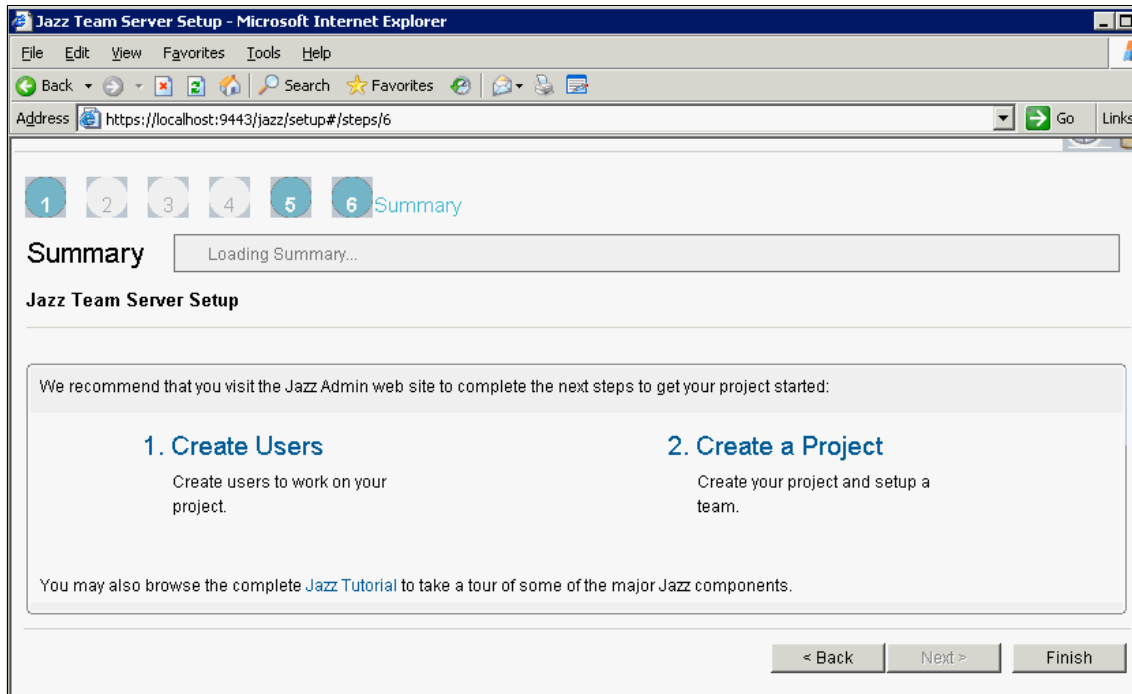 Jazz Team Server Setup - Microsoft Internet Explorer
File Edit View Favorites Tools Help
Back Search Favorites
Address https://localhost:9443/jazz/setup#/steps/6 Go Links
1 2 3 4 5 6 Summary
Summary Loading Summary...
Jazz Team Server Setup
We recommend that you visit the Jazz Admin web site to complete the next steps to get your project started:
1. Create Users 2. Create a Project
Create users to work on your Create your project and setup a
project. team.
You may also browse the complete Jazz Tutorial to take a tour of some of the major Jazz components.
< Back Next > Finish